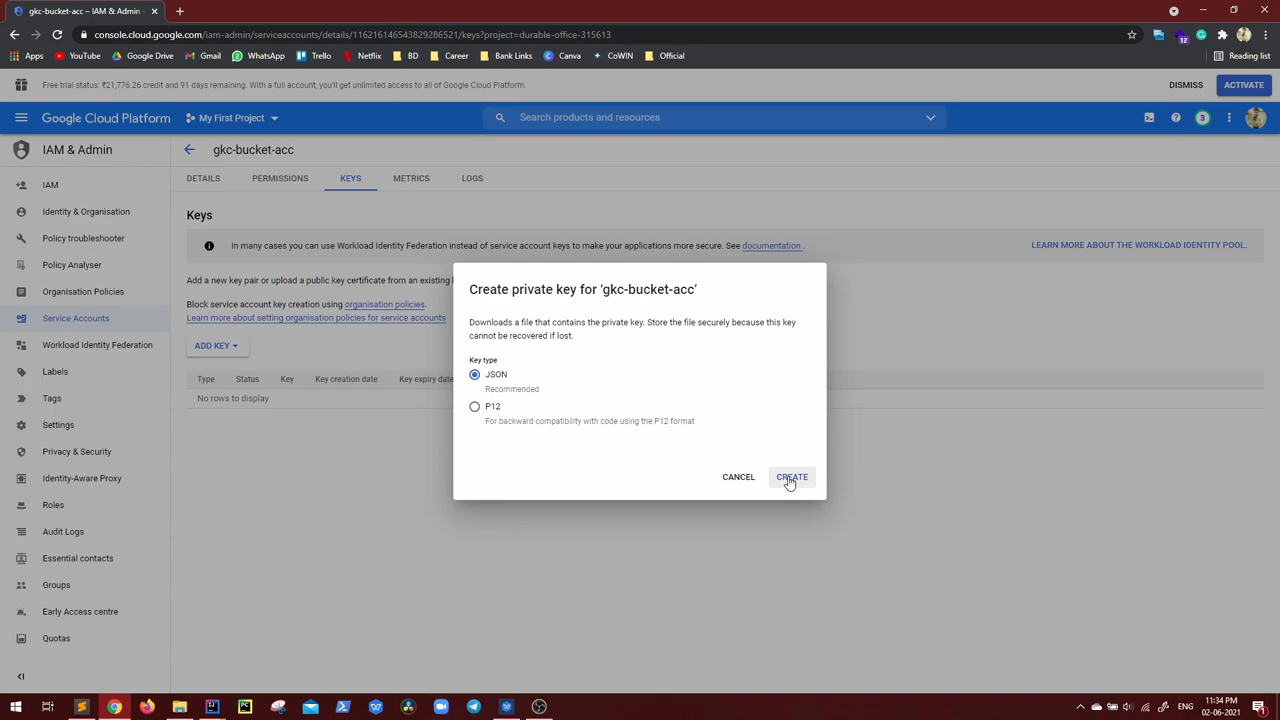 gkc-bucket-acc – IAM & Admin –
console.cloud.google.com/iam-admin/serviceaccounts/details/116216146543829286521/keys?project=durable-office-315613
Apps YouTube Google Drive Gmail WhatsApp Trello Netflix BD Career Bank Links Canva CoWIN Official Reading list
Free trial status: ₹21,776.26 credit and 91 days remaining. With a full account, you'll get unlimited access to all of Google Cloud Platform. DISMISS ACTIVATE
Google Cloud Platform My First Project Search products and resources 3
IAM & Admin gkc-bucket-acc
DETAILS PERMISSIONS KEYS METRICS LOGS
IAM
Identity & Organisation
Policy troubleshooter
Policy Analyser
Organisation Policies
Service Accounts
Workload Identity Federation
Labels
Tags
Settings
Privacy & Security
Identity-Aware Proxy
Roles
Audit Logs
Essential contacts
Groups
Early Access centre
Quotas
Keys
In many cases you can use Workload Identity Federation instead of service account keys to make your applications more secure. See documentation. LEARN MORE ABOUT THE WORKLOAD IDENTITY POOL.
Add a new key pair or upload a public key certificate from an existing
Block service account key creation using organisation policies.
Learn more about setting organisation policies for service accounts
ADD KEY
Type Status Key Key creation date Key expiry date
No rows to display
Create private key for 'gkc-bucket-acc'
Downloads a file that contains the private key. Store the file securely because this key
cannot be recovered if lost.
Key type
JSON
Recommended
P12
For backward compatibility with code using the P12 format
CANCEL CREATE
ENG 11:34 PM
02-06-2021